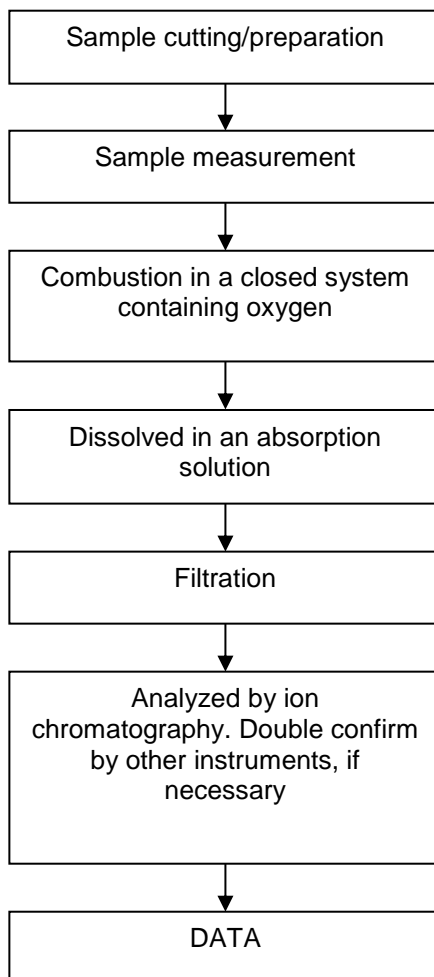 Sample cutting/preparation
Sample measurement
Combustion in a closed system
containing oxygen
Dissolved in an absorption
solution
Filtration
Analyzed by ion
chromatography. Double confirm
by other instruments, if
necessary
DATA